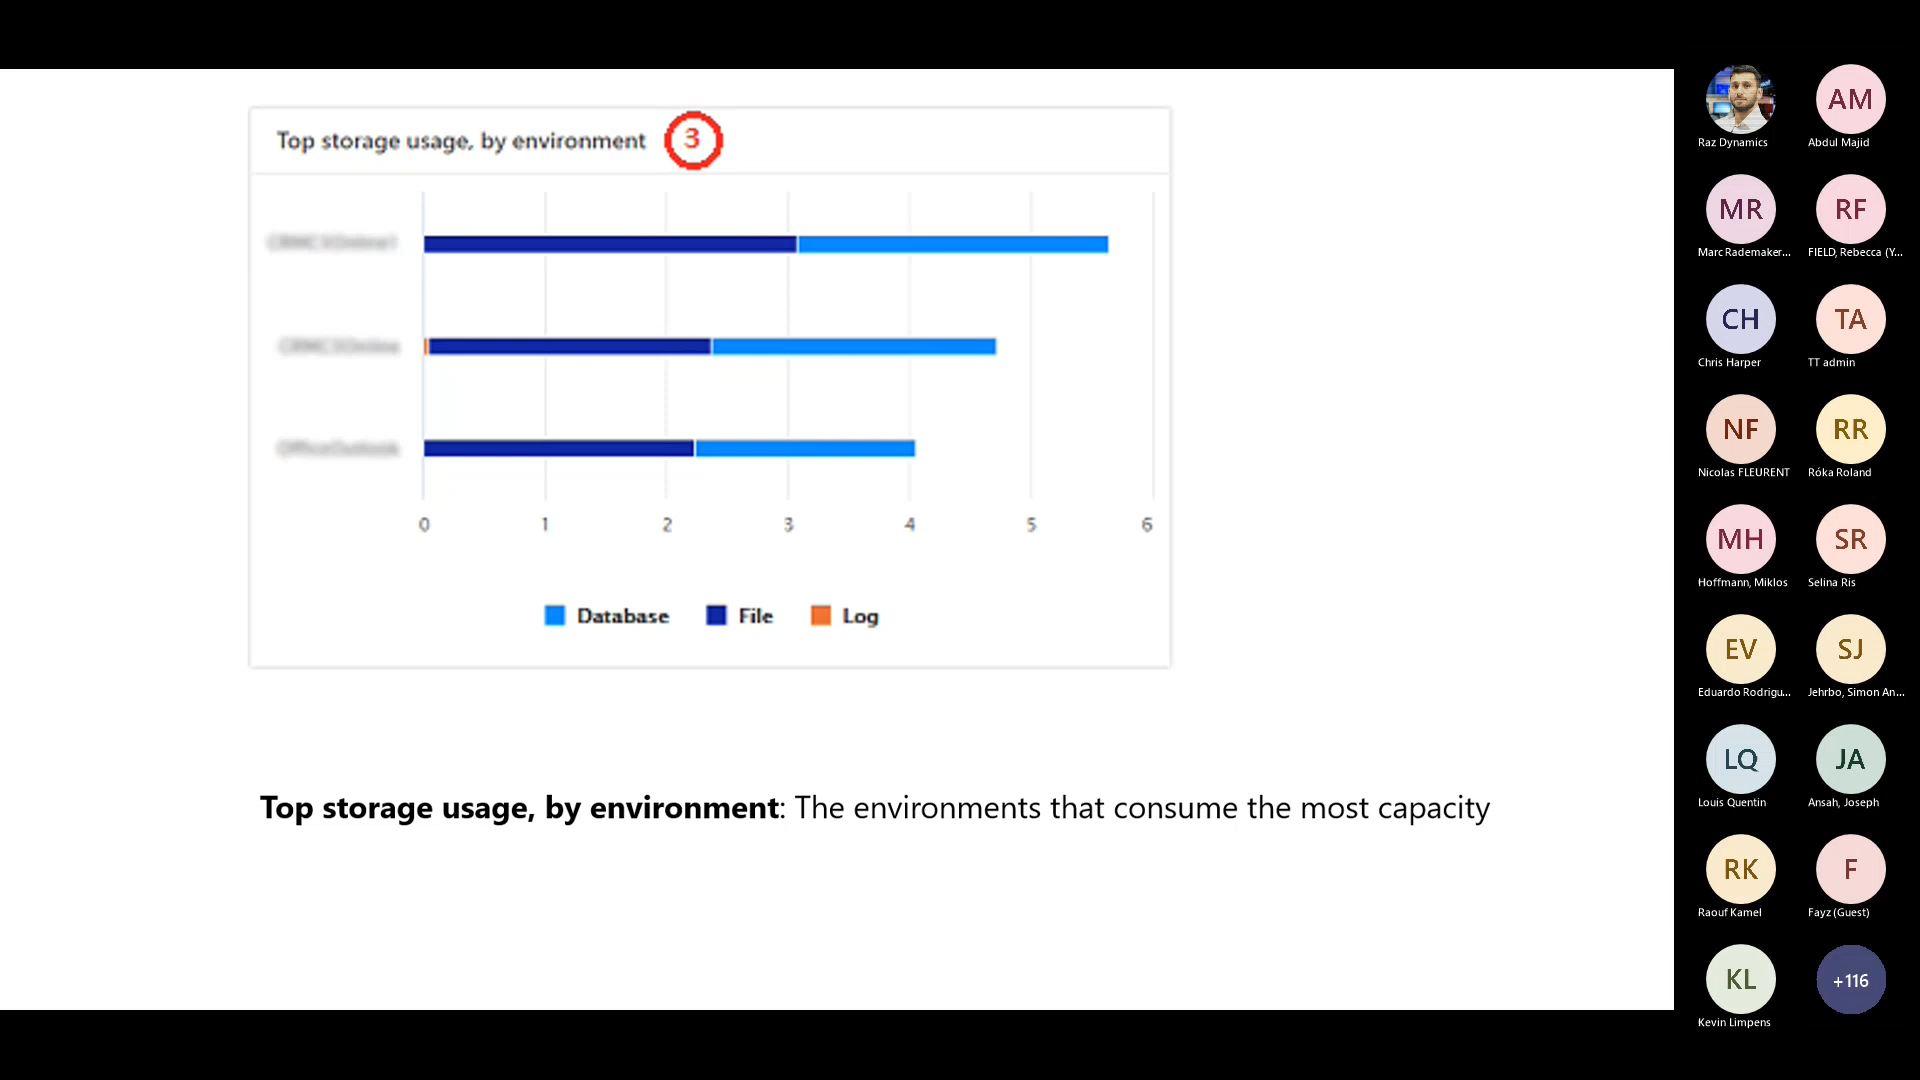 Top storage usage, by environment 3
0 1 2 3 4 5 6
Database File Log
Top storage usage, by environment: The environments that consume the most capacity
Raz Dynamics
AM
Abdul Majid
MR
Marc Rademaker...
RF
FIELD, Rebecca (Y...
CH
Chris Harper
TA
TT admin
NF
Nicolas FLEURENT
RR
Róka Roland
MH
Hoffmann, Miklos
SR
Selina Ris
EV
Eduardo Rodrigu...
SJ
Jehrbo, Simon An...
LQ
Louis Quentin
JA
Ansah, Joseph
RK
Raouf Kamel
F
Fayz (Guest)
KL
Kevin Limpens
+116